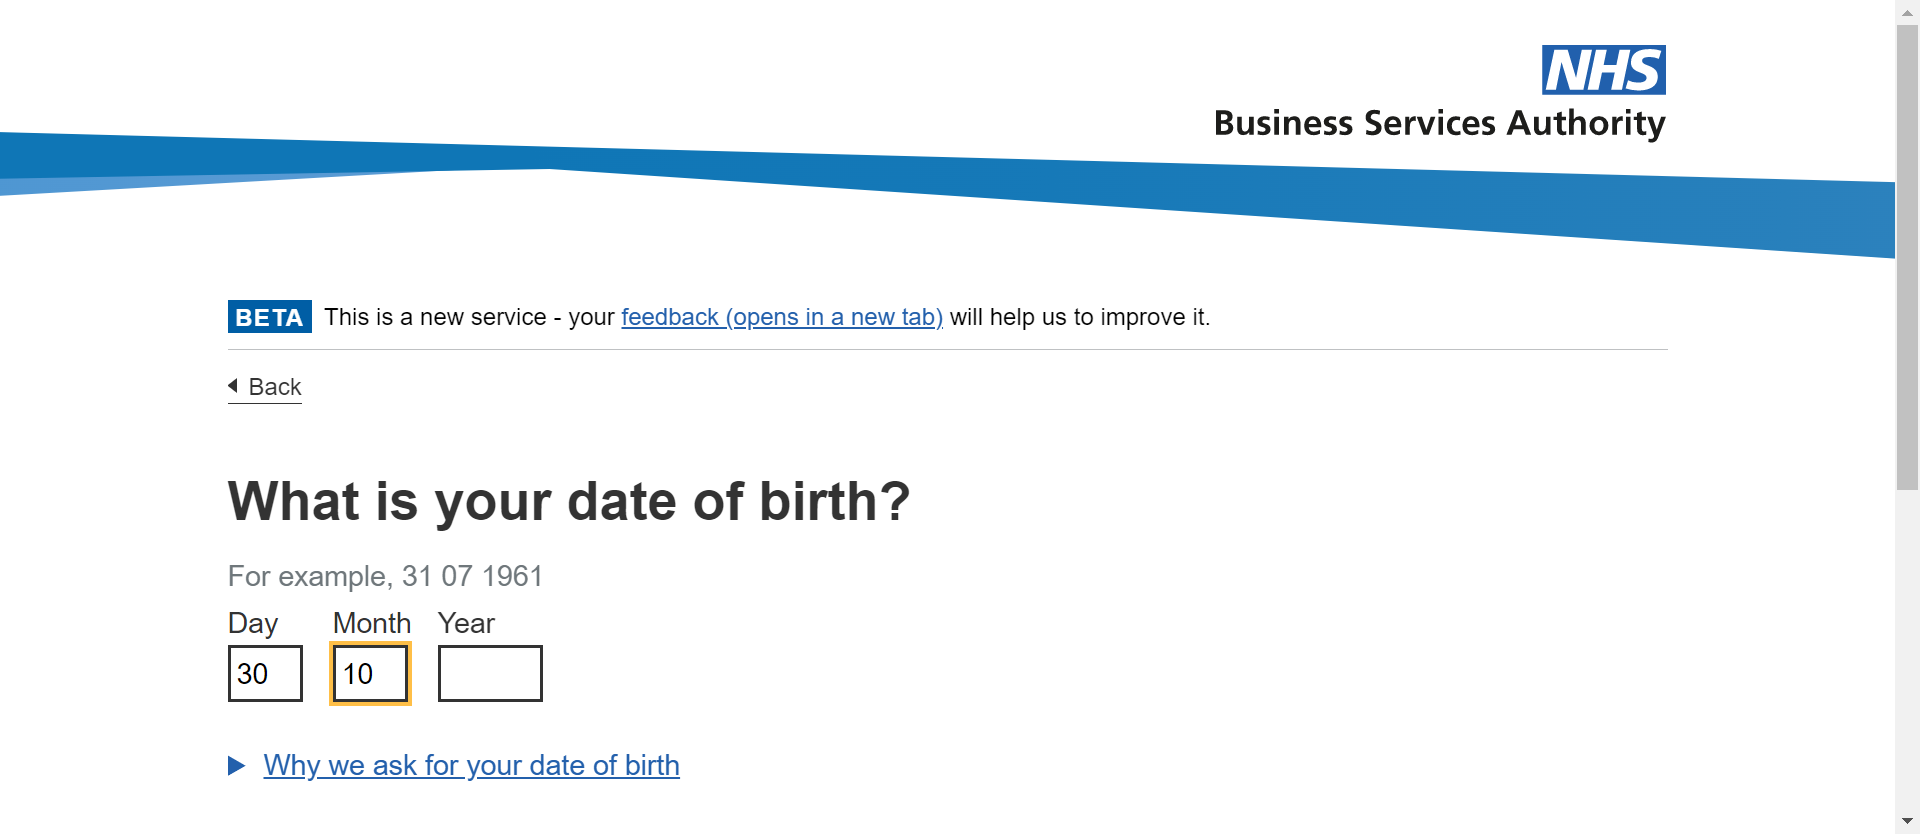 NHS
Business Services Authority
BETA This is a new service - your feedback (opens in a new tab) will help us to improve it.
Back
What is your date of birth?
For example, 31 07 1961
Day Month Year
30 10
Why we ask for your date of birth